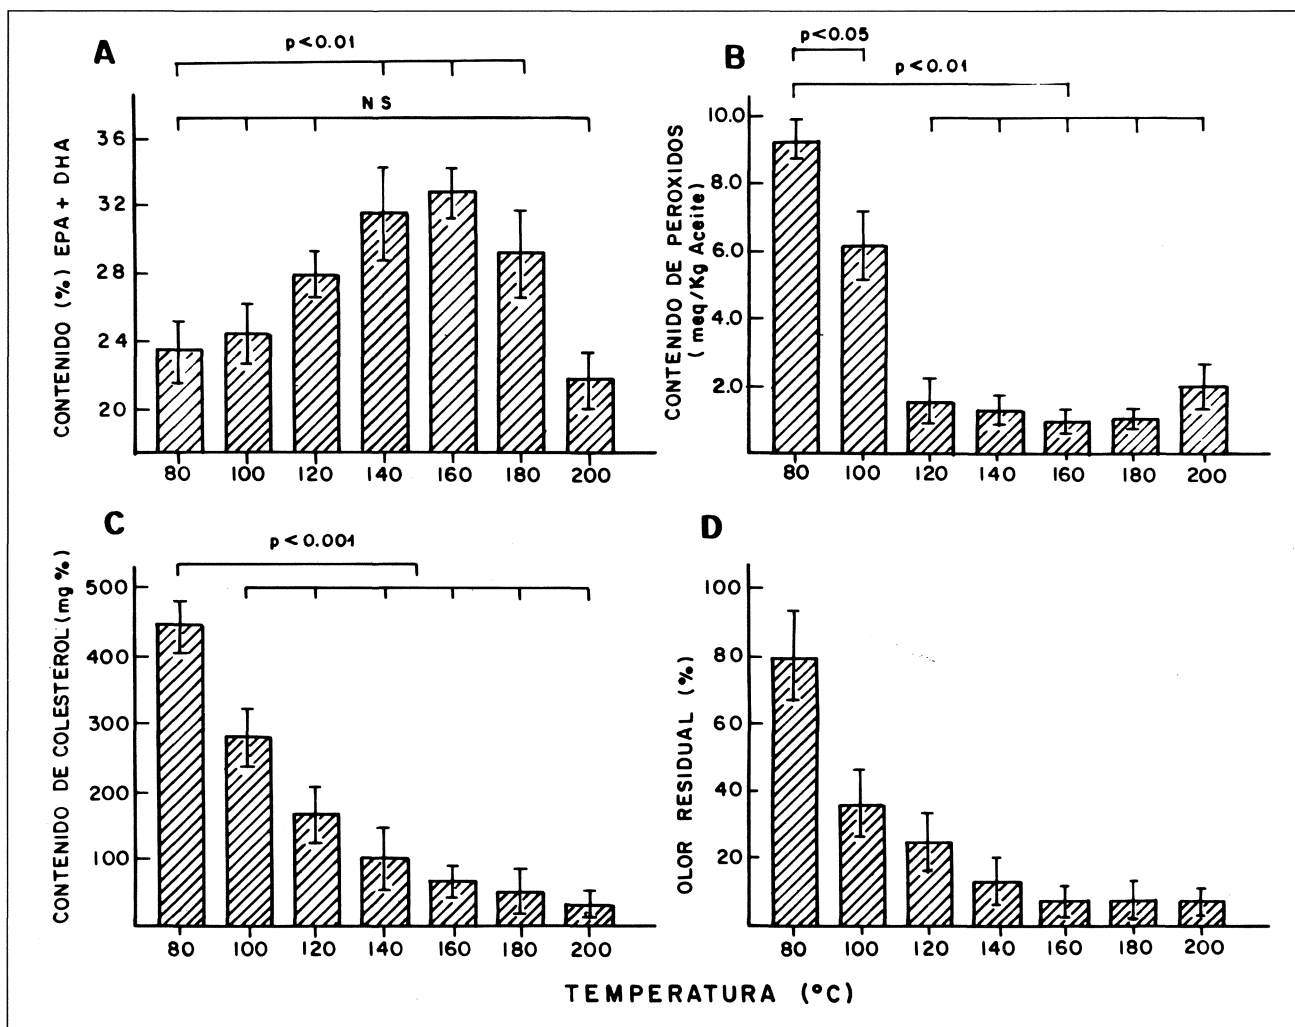 A
p<0.01
NS
CONTENIDO (%) EPA + DHA
36
32
28
24
20
80 100 120 140 160 180 200
B
p<0.05
p<0.01
CONTENIDO DE PEROXIDOS
(meq/Kg Aceite)
10.0
8.0
6.0
4.0
2.0
80 100 120 140 160 180 200
C
p<0.001
CONTENIDO DE COLESTEROL (mg%)
500
400
300
200
100
80 100 120 140 160 180 200
D
OLOR RESIDUAL (%)
100
80
60
40
20
80 100 120 140 160 180 200
TEMPERATURA (°C)